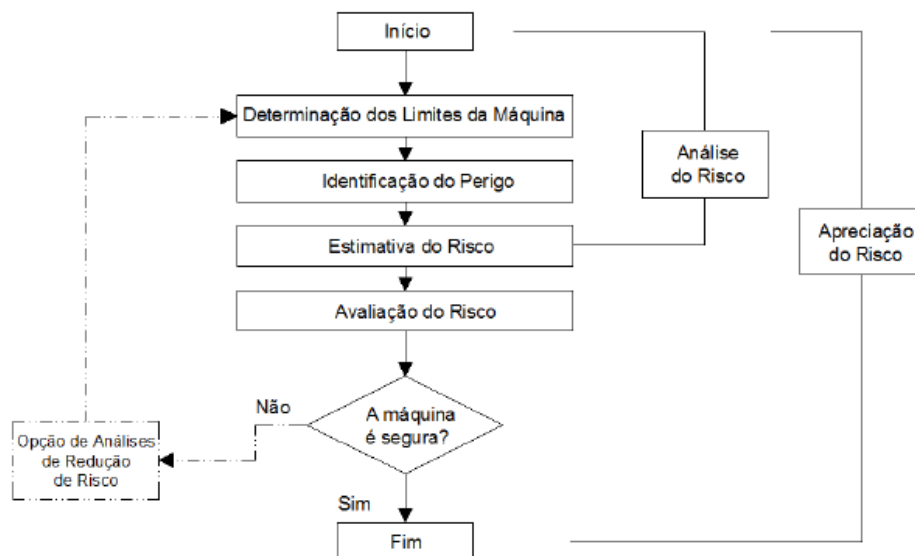 Início
Determinação dos Limites da Máquina
Análise
do Risco
Identificação do Perigo
Apreciação
do Risco
Estimativa do Risco
Avaliação do Risco
Não
A máquina
é segura?
Opção de Análises
de Redução
de Risco
Sim
Fim